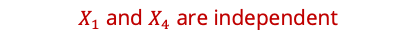 X₁ and X₄ are independent